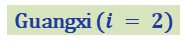 Guangxi (i = 2)